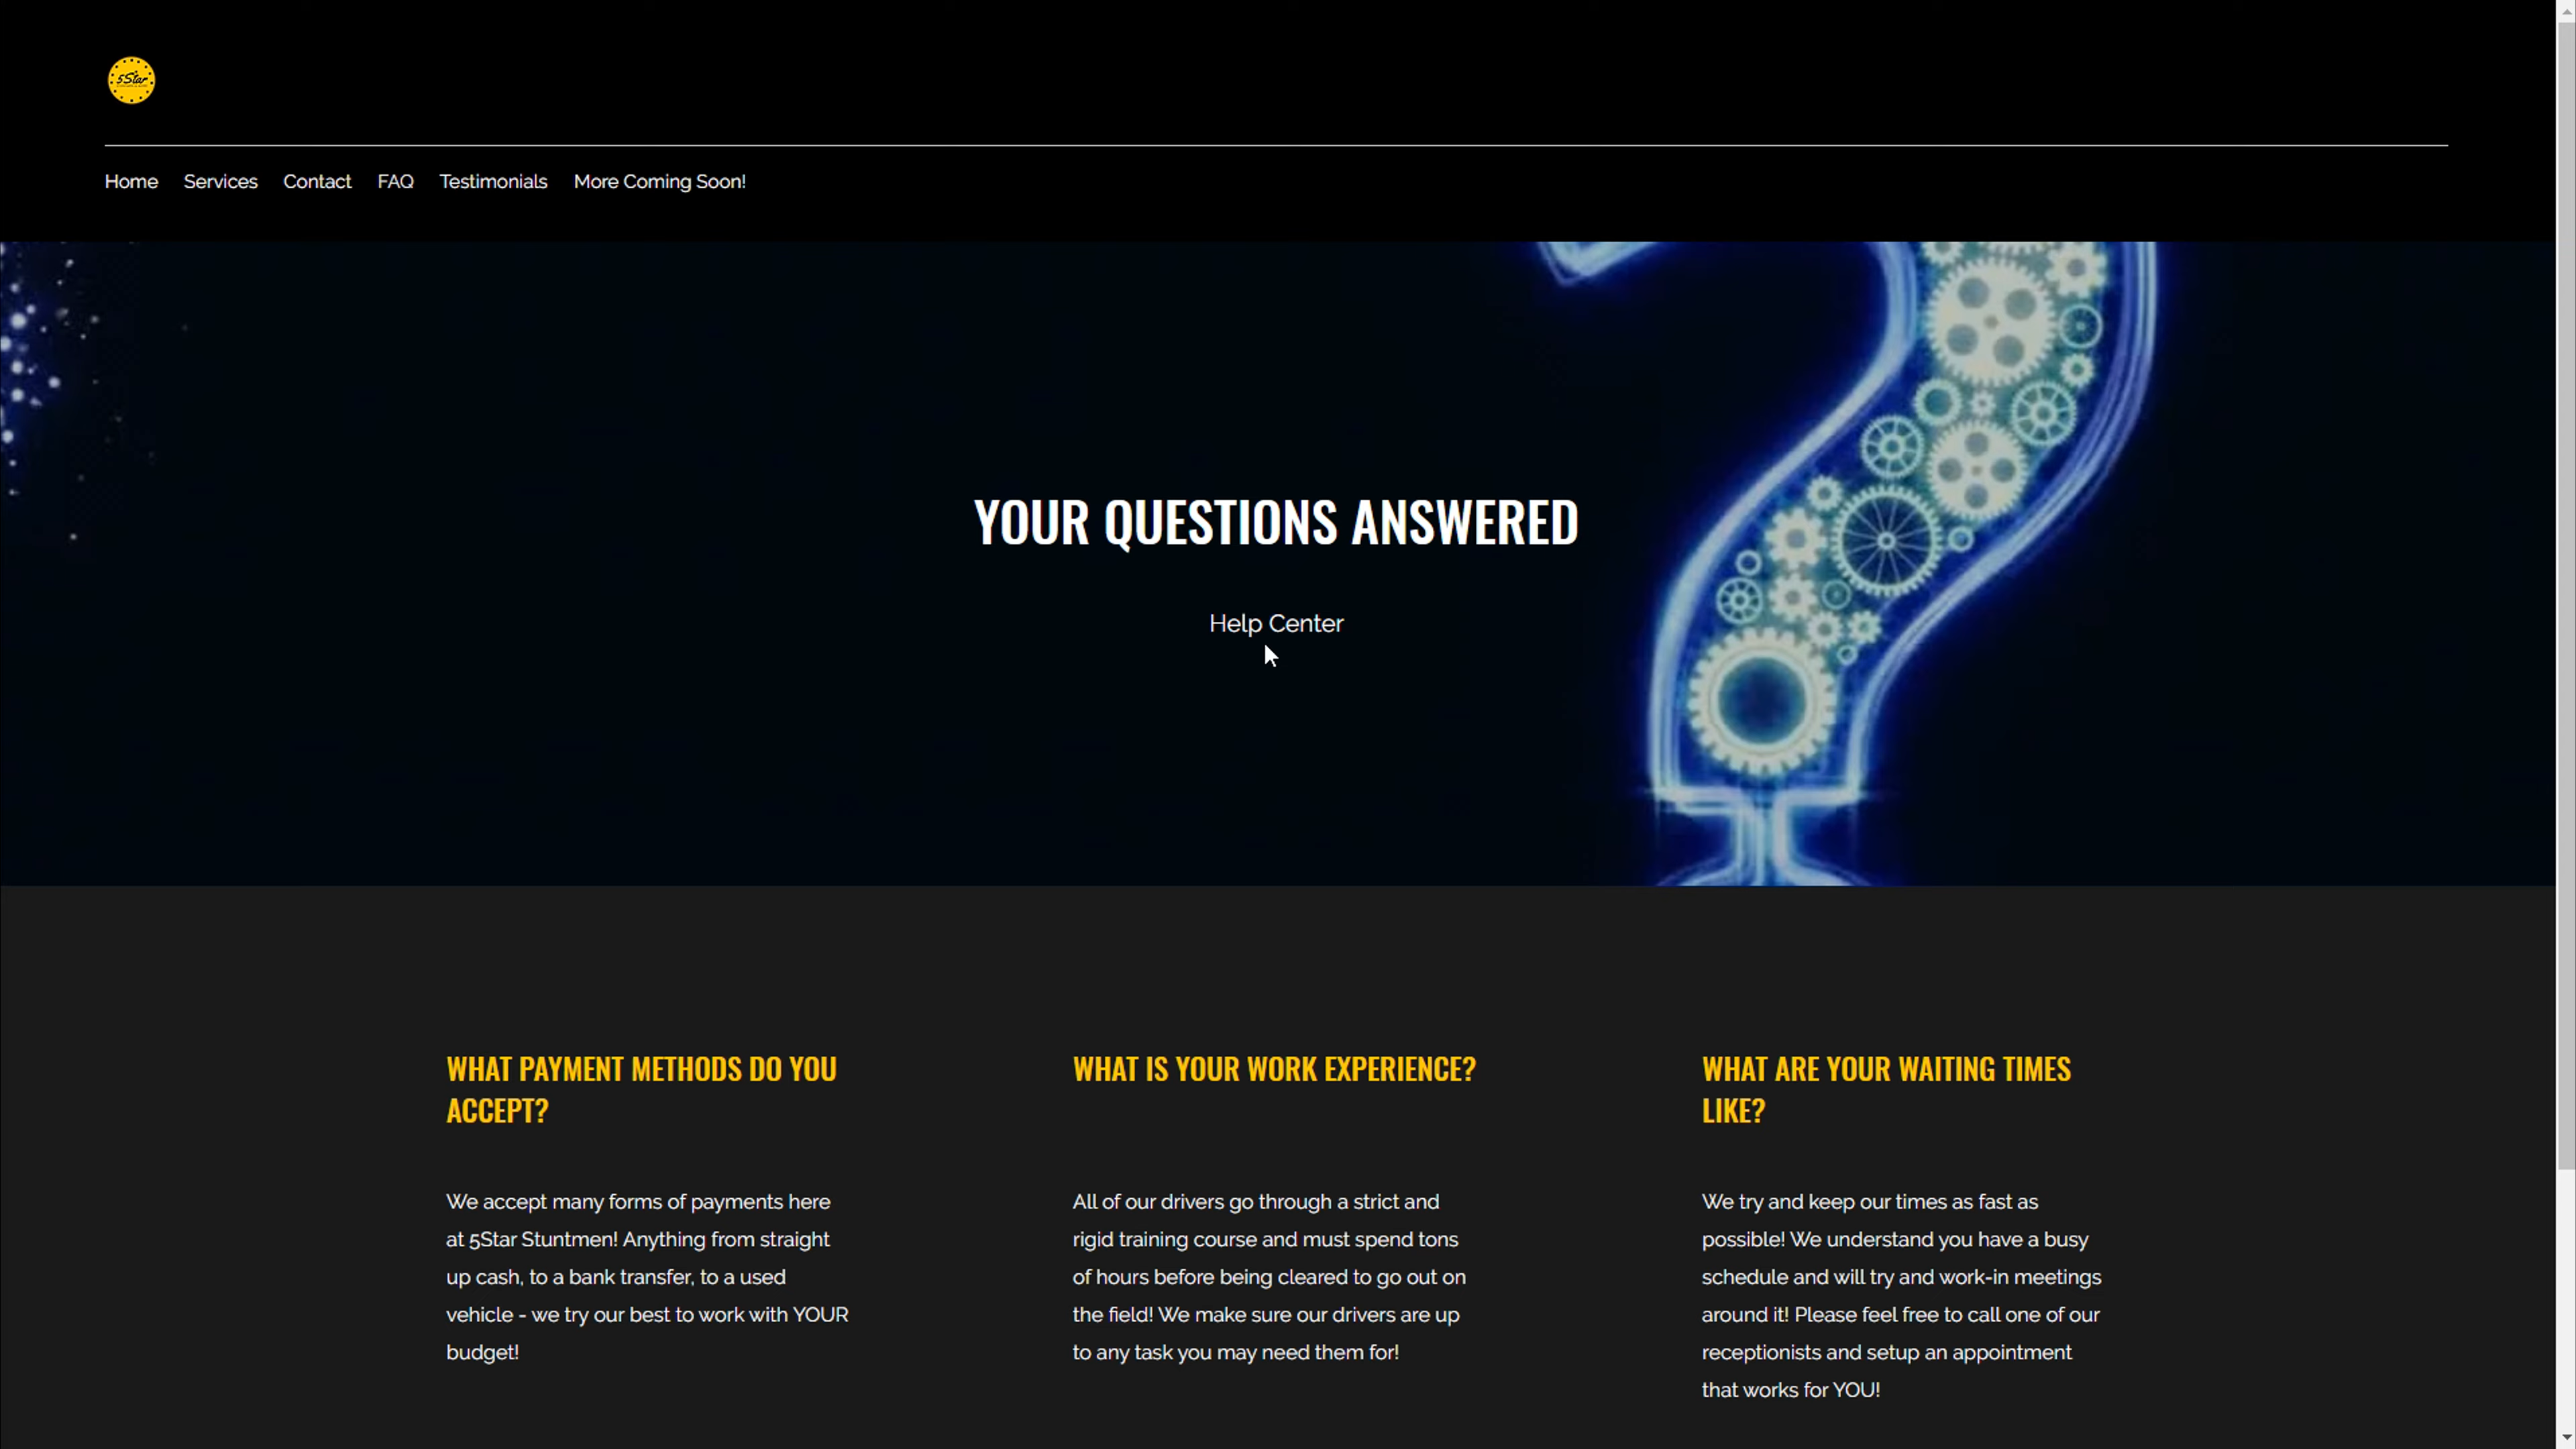 5Star
Home Services Contact FAQ Testimonials More Coming Soon!
YOUR QUESTIONS ANSWERED
Help Center
WHAT PAYMENT METHODS DO YOU
ACCEPT?
We accept many forms of payments here
at 5Star Stuntmen! Anything from straight
up cash, to a bank transfer, to a used
vehicle - we try our best to work with YOUR
budget!
WHAT IS YOUR WORK EXPERIENCE?
All of our drivers go through a strict and
rigid training course and must spend tons
of hours before being cleared to go out on
the field! We make sure our drivers are up
to any task you may need them for!
WHAT ARE YOUR WAITING TIMES
LIKE?
We try and keep our times as fast as
possible! We understand you have a busy
schedule and will try and work-in meetings
around it! Please feel free to call one of our
receptionists and setup an appointment
that works for YOU!